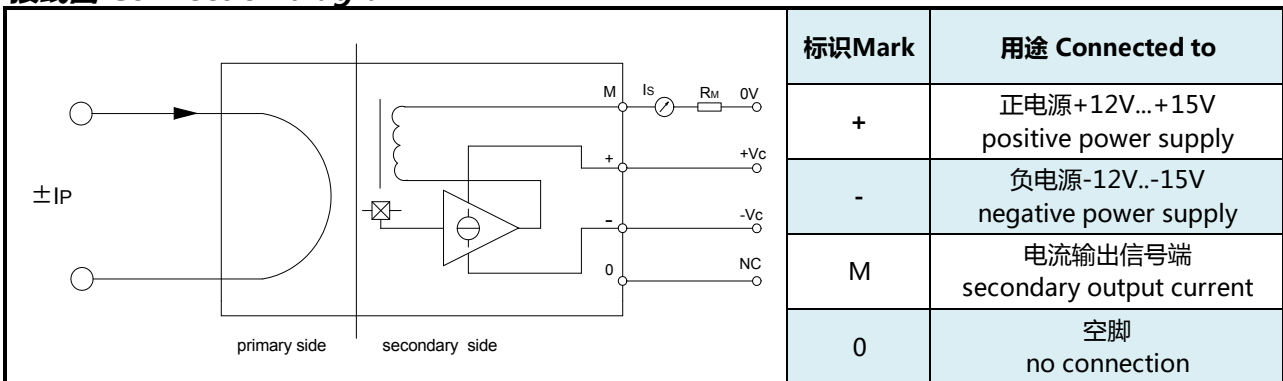 M Is RM 0V
+ +Vc
±IP
- -Vc
0 NC
primary side secondary side
标识Mark 用途 Connected to
+ 正电源+12V...+15V
positive power supply
- 负电源-12V..-15V
negative power supply
M 电流输出信号端
secondary output current
0 空脚
no connection